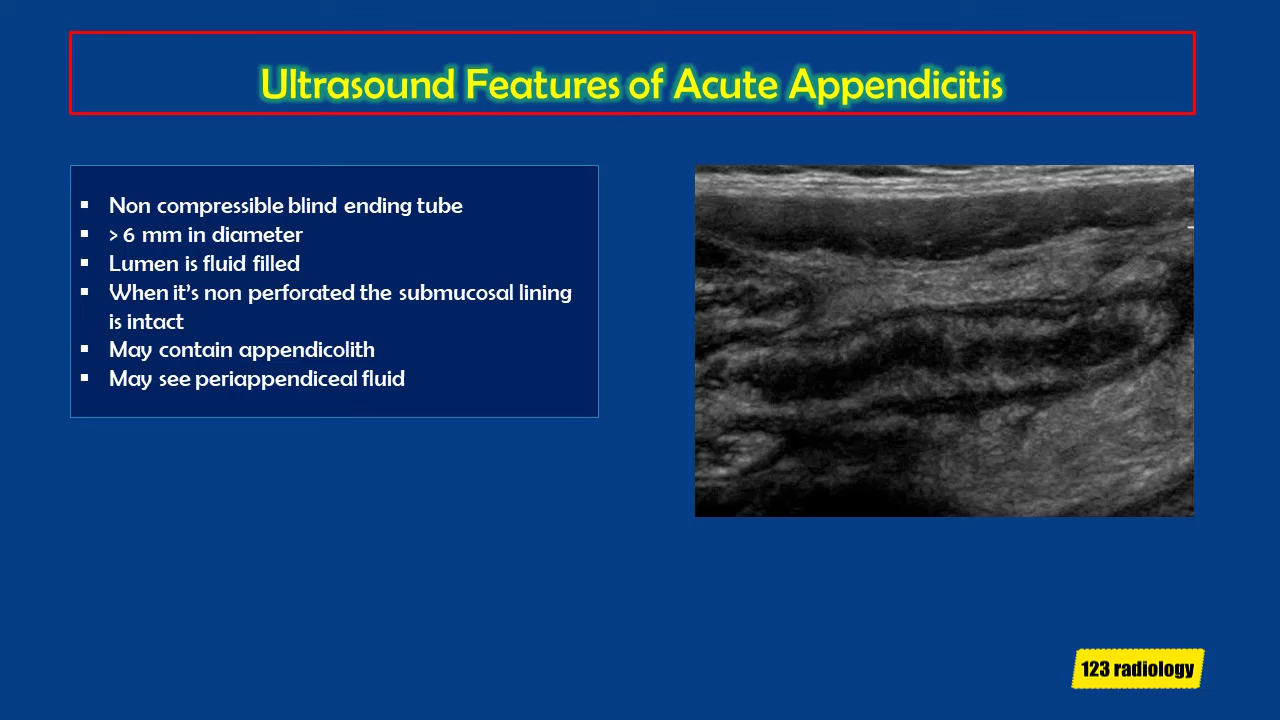 Ultrasound Features of Acute Appendicitis
▪ Non compressible blind ending tube
▪ > 6 mm in diameter
▪ Lumen is fluid filled
▪ When it’s non perforated the submucosal lining
is intact
▪ May contain appendicolith
▪ May see periappendiceal fluid
123 radiology